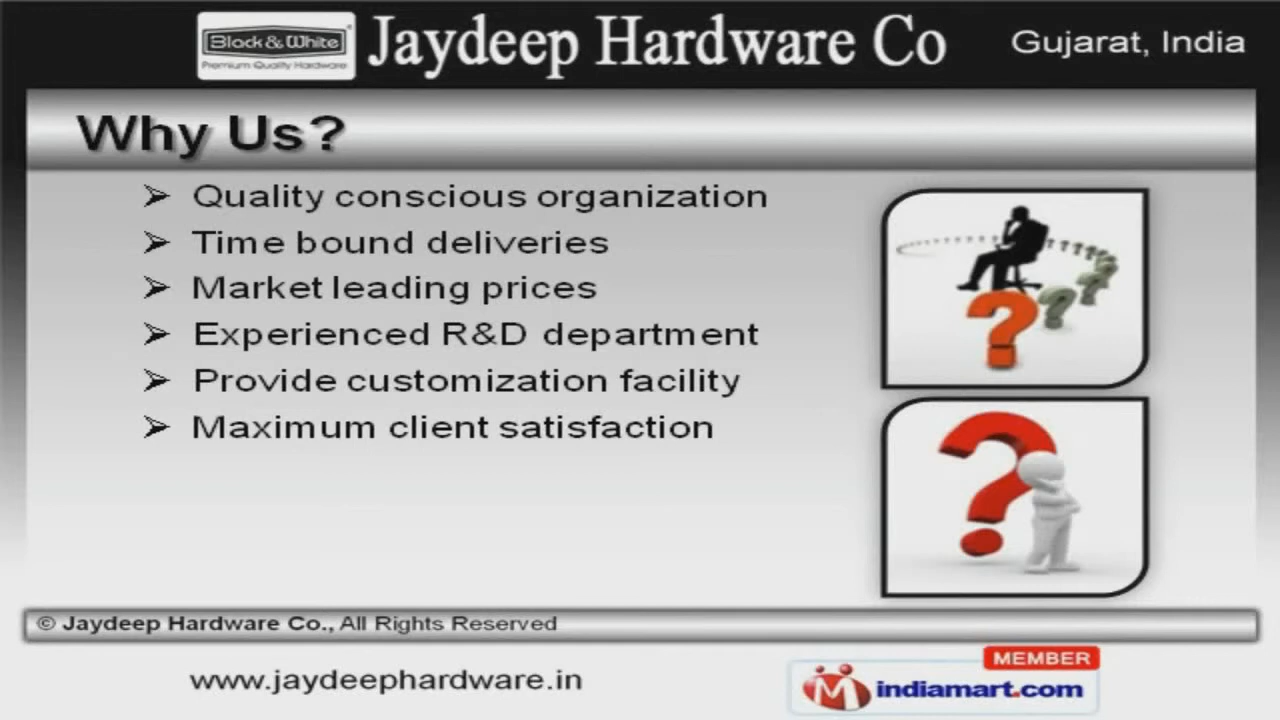 Black & White
Premium Quality Hardware
Jaydeep Hardware Co
Gujarat, India
Why Us?
➢ Quality conscious organization
➢ Time bound deliveries
➢ Market leading prices
➢ Experienced R&D department
➢ Provide customization facility
➢ Maximum client satisfaction
© Jaydeep Hardware Co., All Rights Reserved
www.jaydeephardware.in
MEMBER
indiamart.com